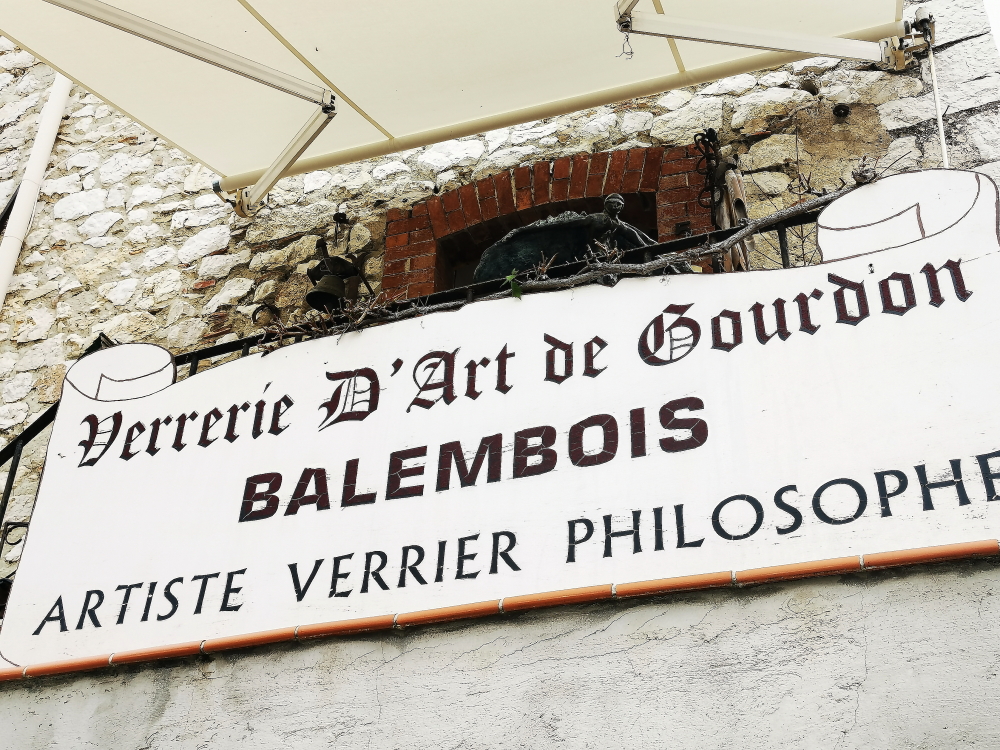 Verrerie D'Art de Gourdon
BALEMBOIS
ARTISTE VERRIER PHILOSOPHE